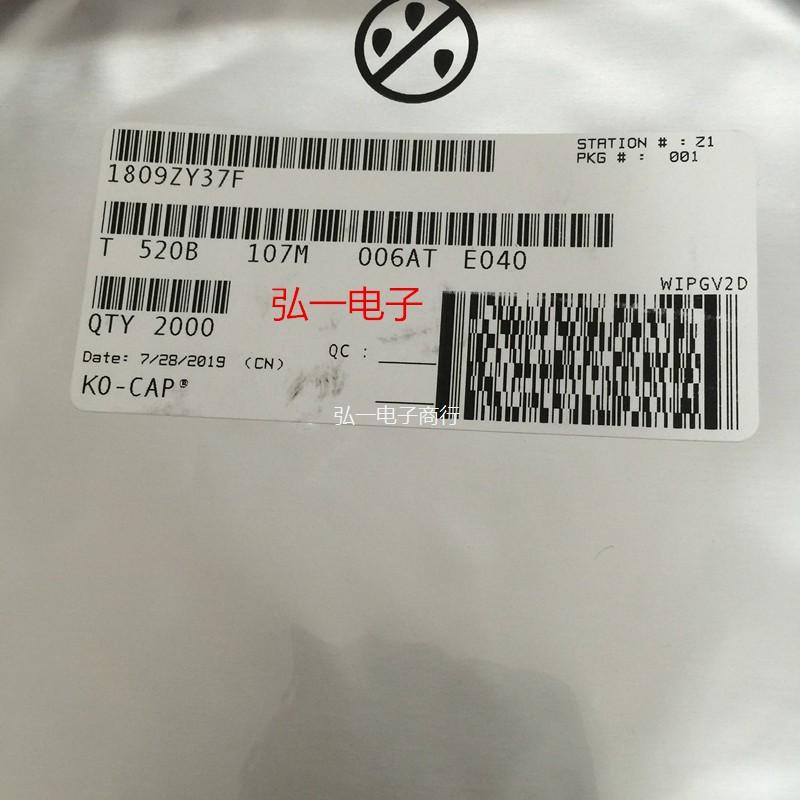 STATION # : Z1
PKG # : 001
1809ZY37F
T 520B 107M 006AT E040
WIPGV2D
QTY 2000
弘一电子
Date: 7/28/2019 (CN)
QC :
KO-CAP®
弘一电子商行